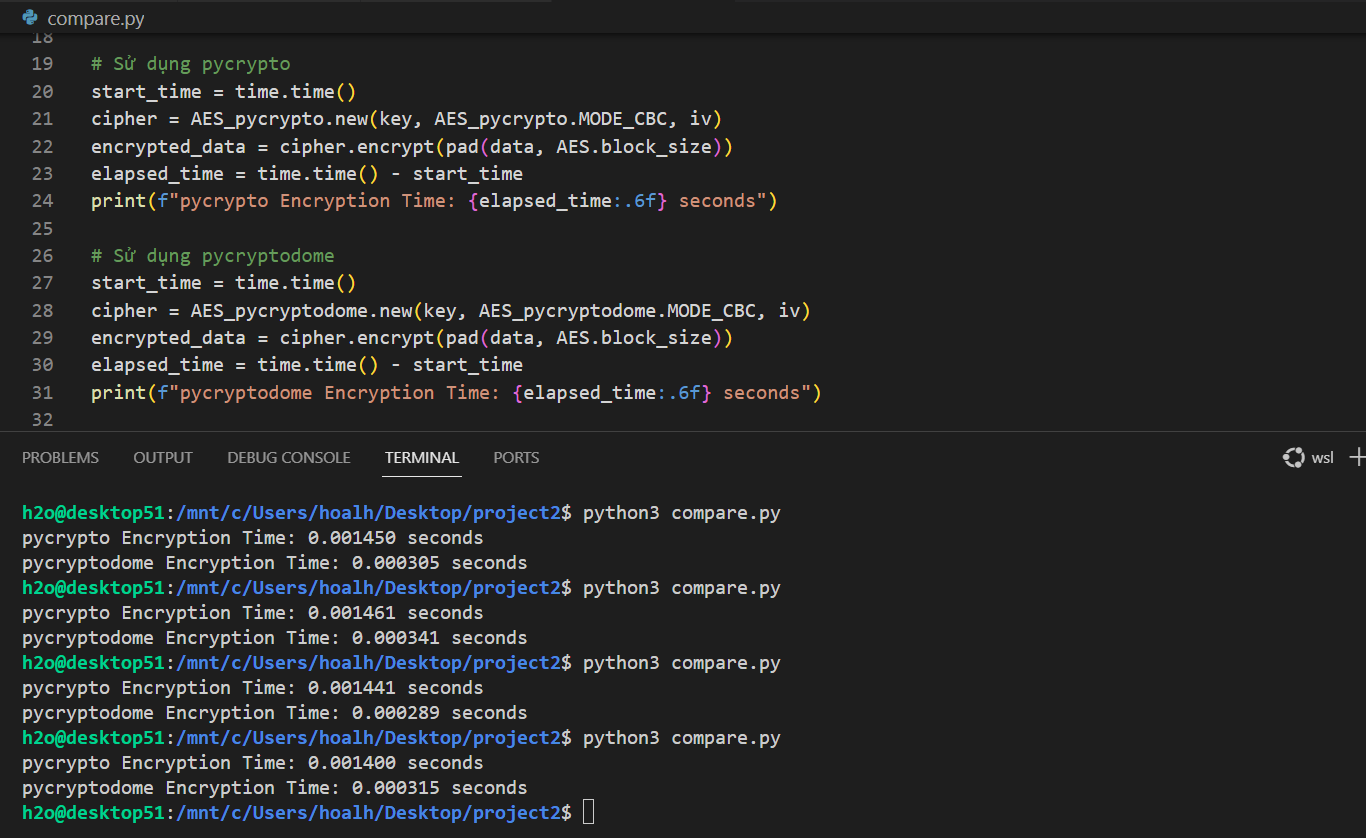 compare.py
18
19 # Sử dụng pycrypto
20 start_time = time.time()
21 cipher = AES_pycrypto.new(key, AES_pycrypto.MODE_CBC, iv)
22 encrypted_data = cipher.encrypt(pad(data, AES.block_size))
23 elapsed_time = time.time() - start_time
24 print(f"pycrypto Encryption Time: {elapsed_time:.6f} seconds")
25
26 # Sử dụng pycryptodome
27 start_time = time.time()
28 cipher = AES_pycryptodome.new(key, AES_pycryptodome.MODE_CBC, iv)
29 encrypted_data = cipher.encrypt(pad(data, AES.block_size))
30 elapsed_time = time.time() - start_time
31 print(f"pycryptodome Encryption Time: {elapsed_time:.6f} seconds")
32
PROBLEMS OUTPUT DEBUG CONSOLE TERMINAL PORTS wsl +
h2o@desktop51:/mnt/c/Users/hoalh/Desktop/project2$ python3 compare.py
pycrypto Encryption Time: 0.001450 seconds
pycryptodome Encryption Time: 0.000305 seconds
h2o@desktop51:/mnt/c/Users/hoalh/Desktop/project2$ python3 compare.py
pycrypto Encryption Time: 0.001461 seconds
pycryptodome Encryption Time: 0.000341 seconds
h2o@desktop51:/mnt/c/Users/hoalh/Desktop/project2$ python3 compare.py
pycrypto Encryption Time: 0.001441 seconds
pycryptodome Encryption Time: 0.000289 seconds
h2o@desktop51:/mnt/c/Users/hoalh/Desktop/project2$ python3 compare.py
pycrypto Encryption Time: 0.001400 seconds
pycryptodome Encryption Time: 0.000315 seconds
h2o@desktop51:/mnt/c/Users/hoalh/Desktop/project2$